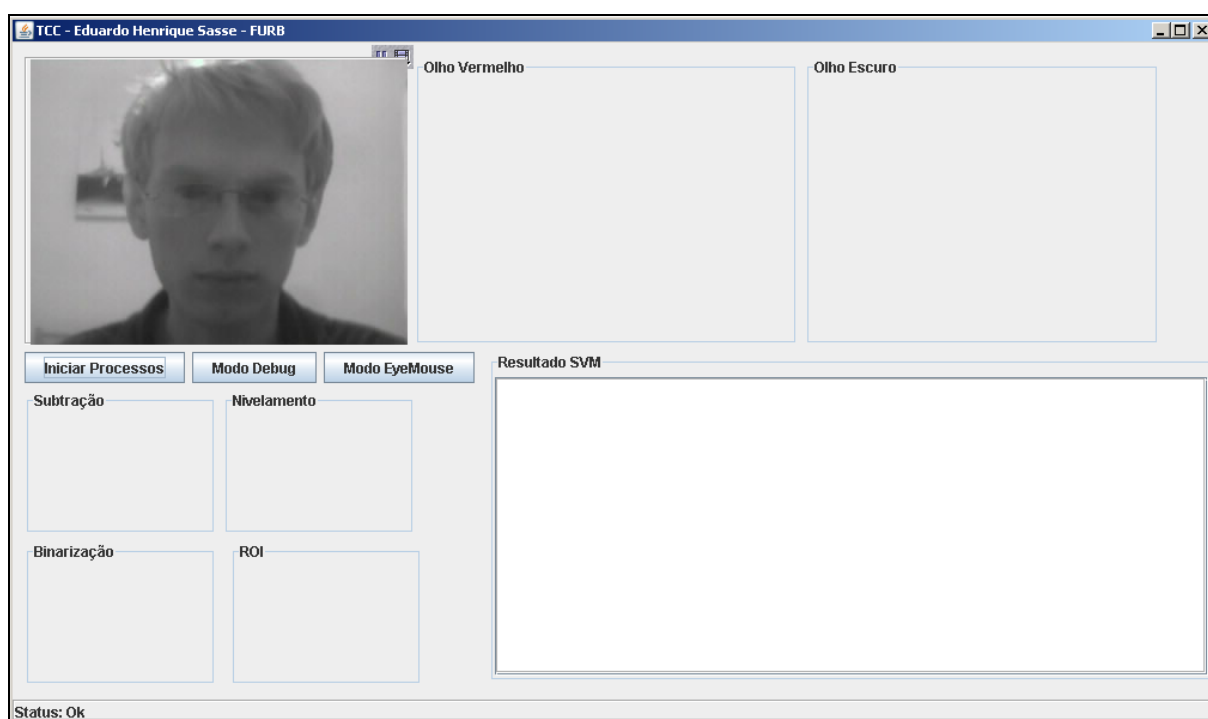 TCC - Eduardo Henrique Sasse - FURB
Olho Vermelho
Olho Escuro
Iniciar Processos
Modo Debug
Modo EyeMouse
Resultado SVM
Subtração
Nivelamento
Binarização
ROI
Status: Ok